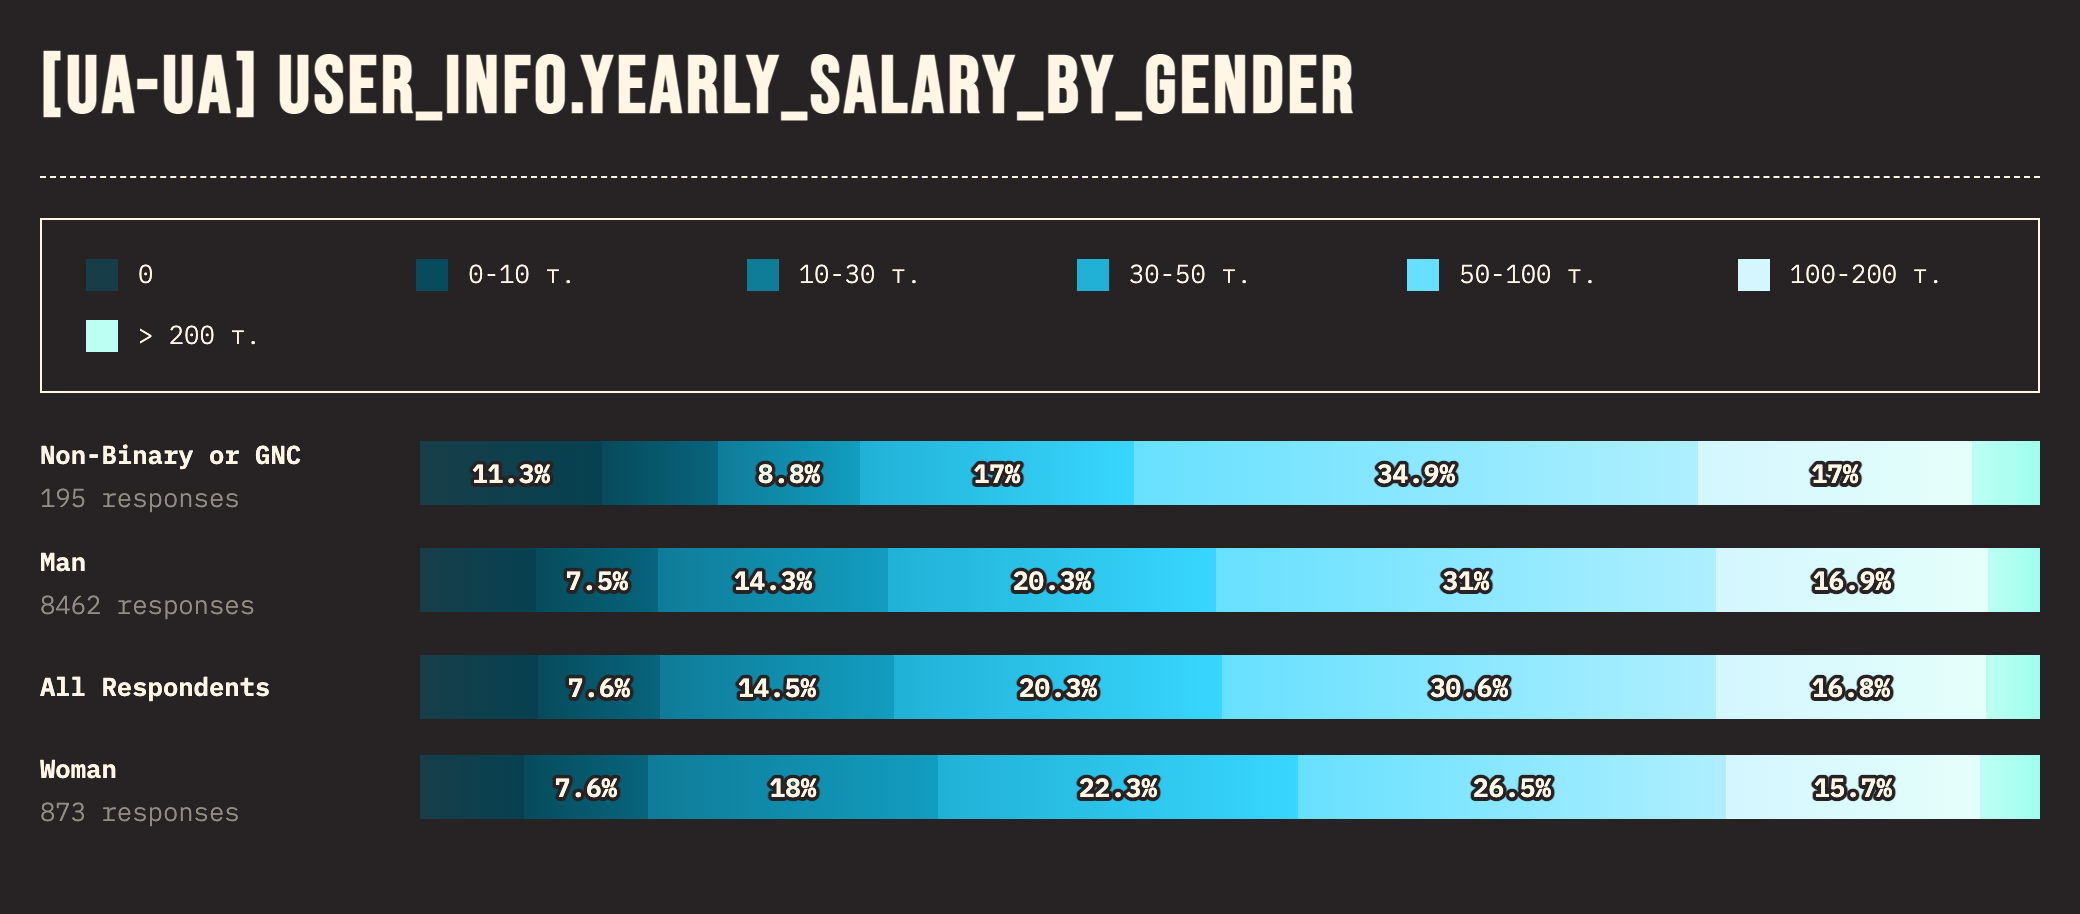 [UA-UA] USER_INFO.YEARLY_SALARY_BY_GENDER
0 0-10 т. 10-30 т. 30-50 т. 50-100 т. 100-200 т.
> 200 т.
Non-Binary or GNC
195 responses
11.3% 8.8% 17% 34.9% 17%
Man
8462 responses
7.5% 14.3% 20.3% 31% 16.9%
All Respondents
7.6% 14.5% 20.3% 30.6% 16.8%
Woman
873 responses
7.6% 18% 22.3% 26.5% 15.7%